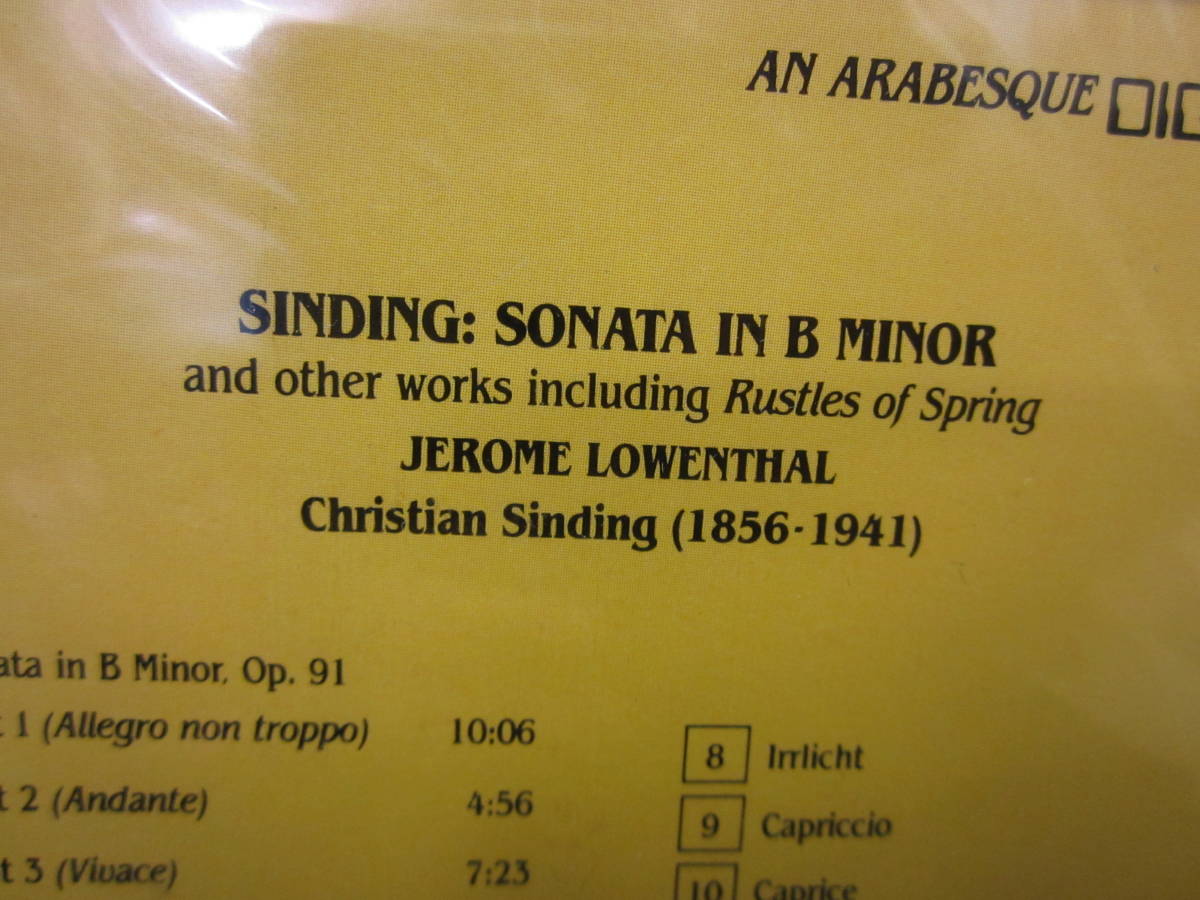 AN ARABESQUE
SINDING: SONATA IN B MINOR
and other works including Rustles of Spring
JEROME LOWENTHAL
Christian Sinding (1856-1941)
ata in B Minor, Op. 91
t 1 (Allegro non troppo) 10:06
t 2 (Andante) 4:56
t 3 (Vivace) 7:23
8 Irrlicht
9 Capriccio
10 Caprice